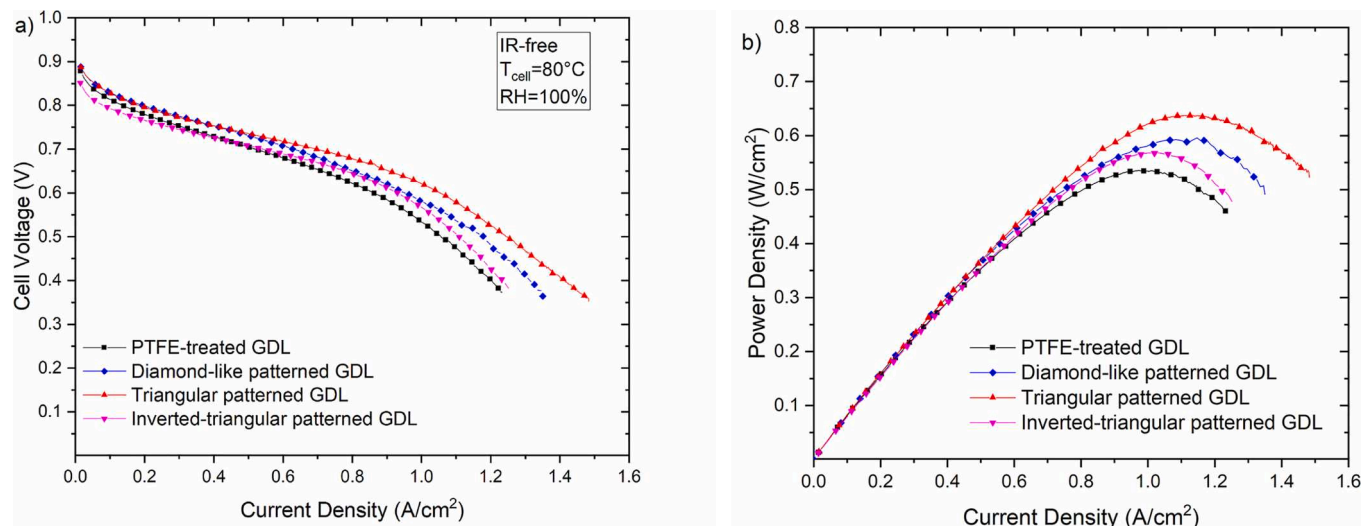 a)
IR-free
T_cell=80°C
RH=100%
1.0
0.9
0.8
0.7
0.6
0.5
0.4
0.3
0.2
0.1
Cell Voltage (V)
PTFE-treated GDL
Diamond-like patterned GDL
Triangular patterned GDL
Inverted-triangular patterned GDL
0.0 0.2 0.4 0.6 0.8 1.0 1.2 1.4 1.6
Current Density (A/cm²)
b)
0.8
0.7
0.6
0.5
0.4
0.3
0.2
0.1
Power Density (W/cm²)
PTFE-treated GDL
Diamond-like patterned GDL
Triangular patterned GDL
Inverted-triangular patterned GDL
0.0 0.2 0.4 0.6 0.8 1.0 1.2 1.4 1.6
Current Density (A/cm²)